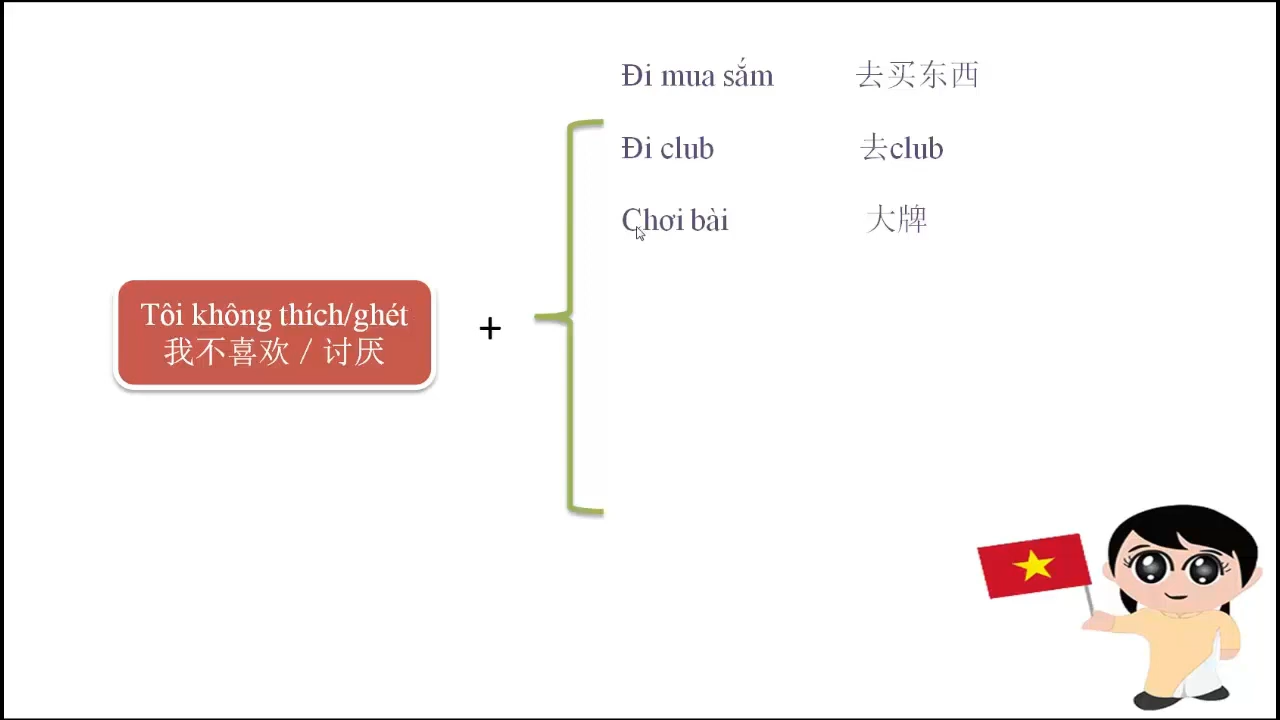 Đi mua sắm 去买东西
Đi club 去club
Chơi bài 大牌
Tôi không thích/ghét
我不喜欢/讨厌
+